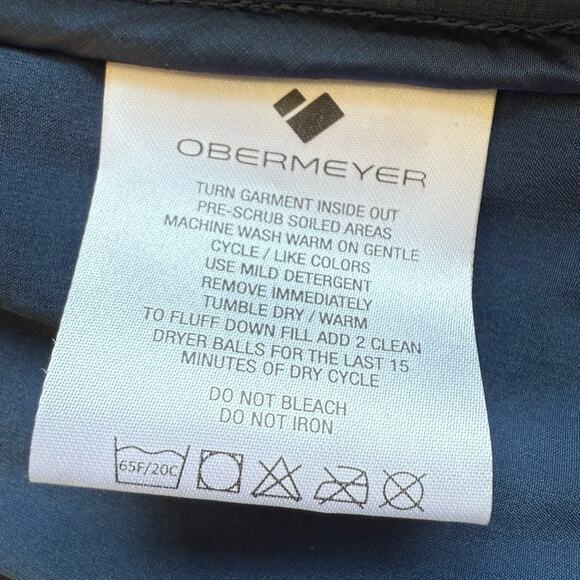 OBERMEYER
TURN GARMENT INSIDE OUT
PRE-SCRUB SOILED AREAS
MACHINE WASH WARM ON GENTLE
CYCLE / LIKE COLORS
USE MILD DETERGENT
REMOVE IMMEDIATELY
TUMBLE DRY / WARM
TO FLUFF DOWN FILL ADD 2 CLEAN
DRYER BALLS FOR THE LAST 15
MINUTES OF DRY CYCLE
DO NOT BLEACH
DO NOT IRON
65F/20C